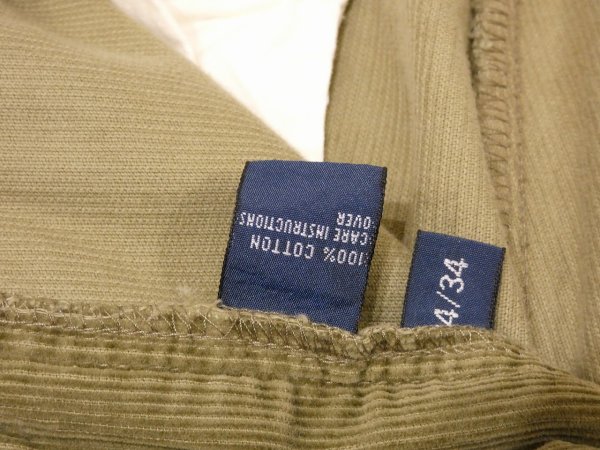 100% COTTON
CARE INSTRUCTIONS
OVER
4/34